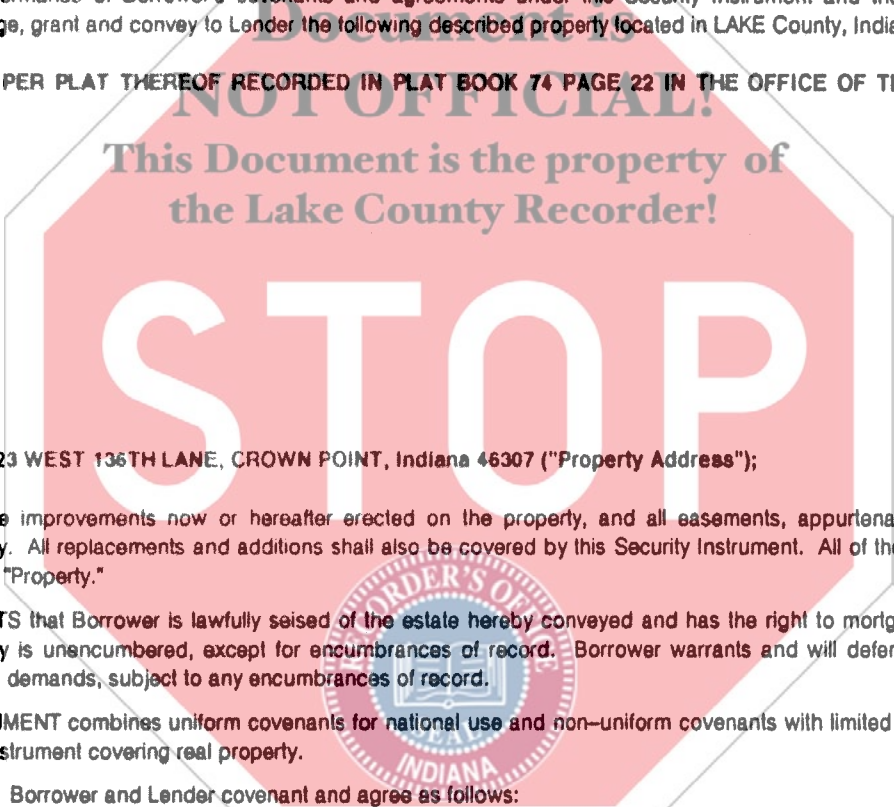 Document is
ge, grant and convey to Lender the following described property located in LAKE County, India
PER PLAT THEREOF RECORDED IN PLAT BOOK 74 PAGE 22 IN THE OFFICE OF
NOT OFFICIAL!
This Document is the property of
the Lake County Recorder!
STOP
23 WEST 136TH LANE, CROWN POINT, Indiana 46307 ("Property Address");
e improvements now or hereafter erected on the property, and all easements, appurtena
y. All replacements and additions shall also be covered by this Security Instrument. All of the
"Property."
TS that Borrower is lawfully seised of the estate hereby conveyed and has the right to mortg
y is unencumbered, except for encumbrances of record. Borrower warrants and will defen
demands, subject to any encumbrances of record.
UMENT combines uniform covenants for national use and non-uniform covenants with limited
strument covering real property.
Borrower and Lender covenant and agree as follows:
RECORDER'S OFFICE
SEAL
INDIANA